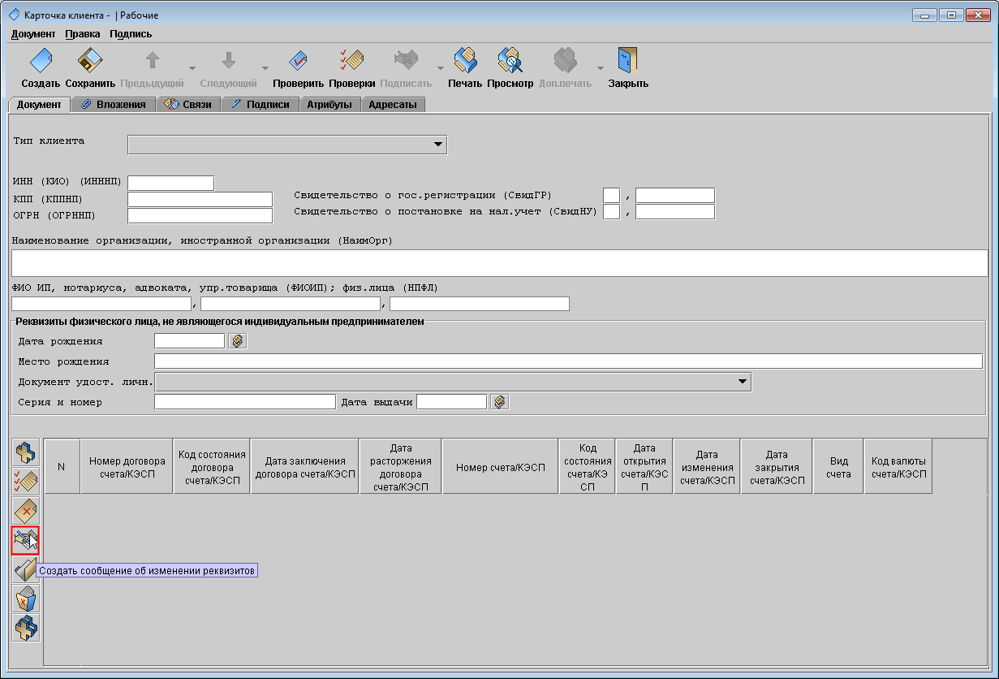 Карточка клиента - | Рабочие
Документ Правка Подпись
Создать Сохранить Предыдущий Следующий Проверить Проверки Подписать Печать Просмотр Доп.печать Закрыть
Документ Вложения Связи Подписи Атрибуты Адресаты
Тип клиента
ИНН (КИО) (ИНННП)
КПП (КППНП) Свидетельство о гос.регистрации (СвидГР) ,
ОГРН (ОГРННП) Свидетельство о постановке на нал.учет (СвидНУ) ,
Наименование организации, иностранной организации (НаимОрг)
ФИО ИП, нотариуса, адвоката, упр.товарища (ФИОИП); физ.лица (НПФЛ)
, ,
Реквизиты физического лица, не являющегося индивидуальным предпринимателем
Дата рождения
Место рождения
Документ удост. личн.
Серия и номер Дата выдачи
N
Номер договора
счета/КЭСП
Код состояния
договора
счета/КЭСП
Дата заключения
договора счета/КЭСП
Дата
расторжения
договора
счета/КЭСП
Номер счета/КЭСП
Код
состояния
счета/КЭ
СП
Дата
открытия
счета/КЭС
П
Дата
изменения
счета/КЭСП
Дата
закрытия
счета/КЭСП
Вид
счета
Код валюты
счета/КЭСП
Создать сообщение об изменении реквизитов